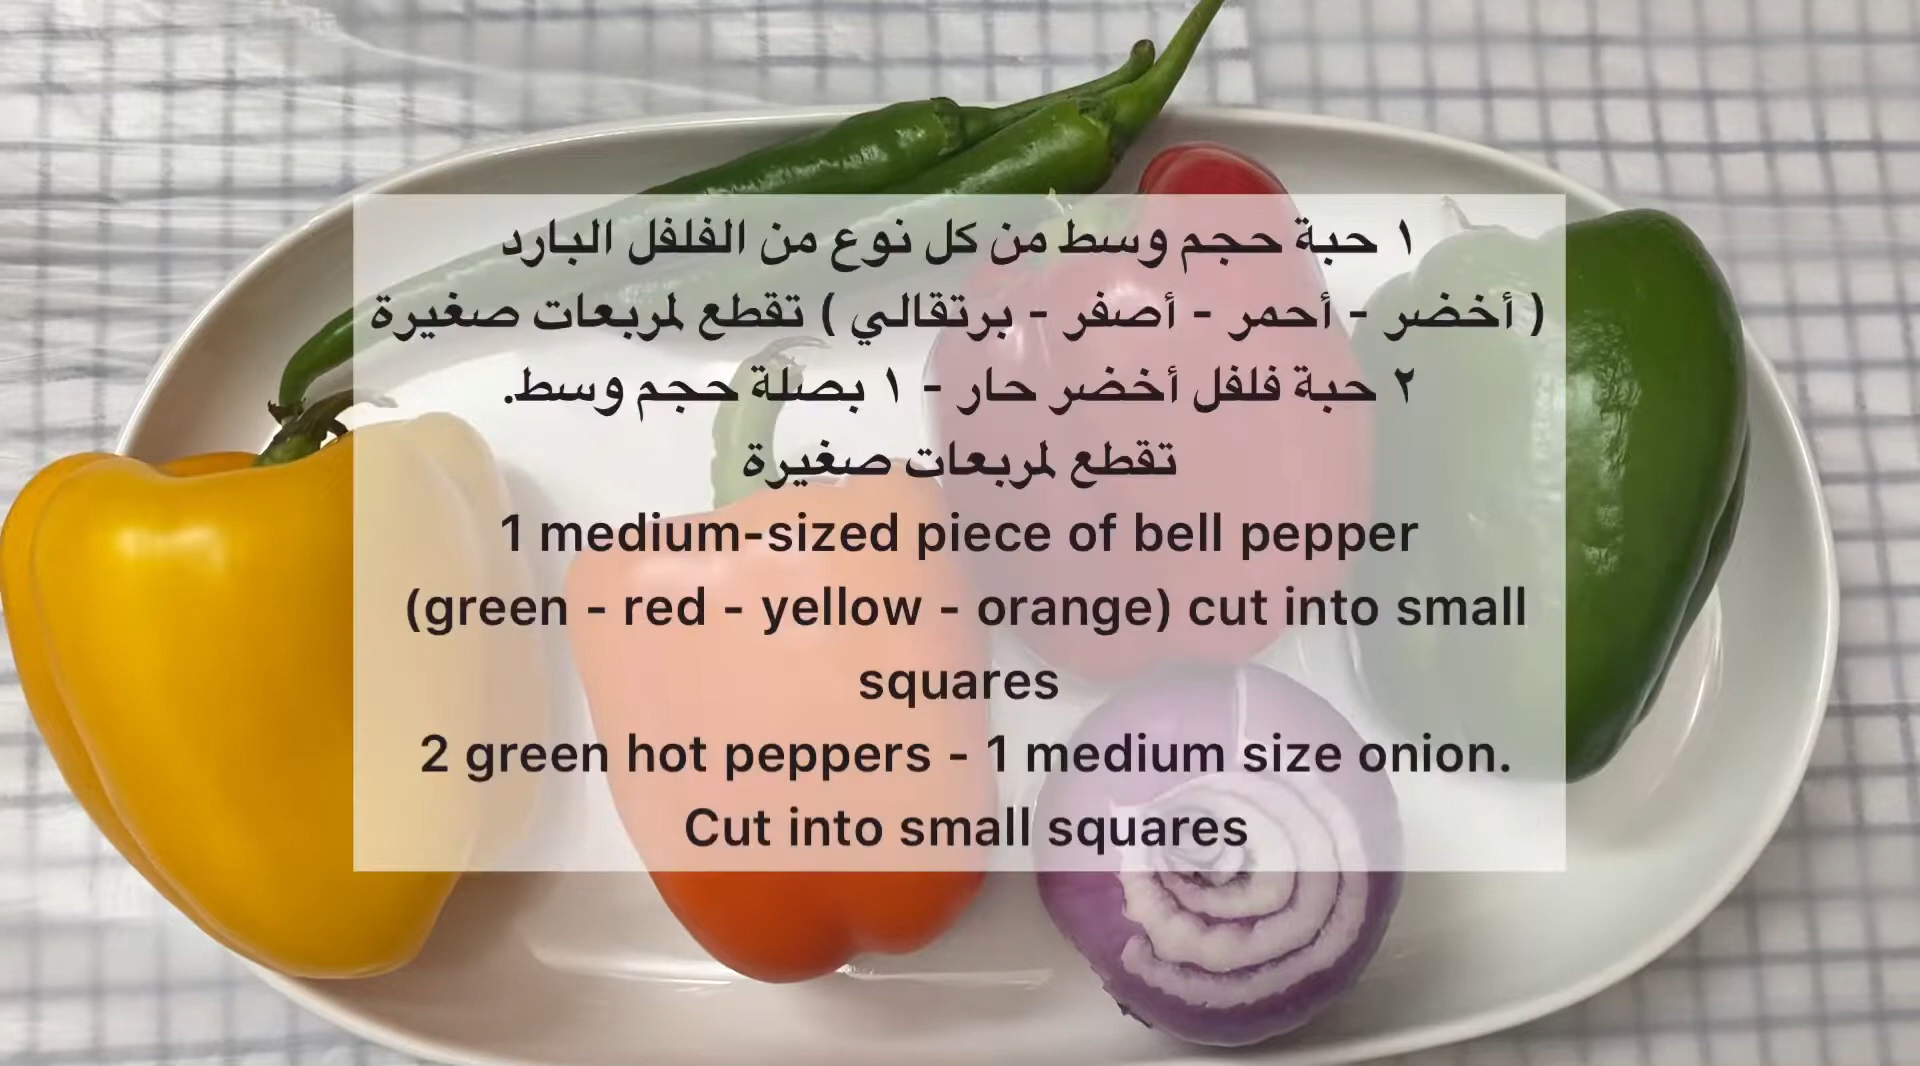 ١ حبة حجم وسط من كل نوع من الفلفل البارد
( أخضر - أحمر - أصفر - برتقالي ) تقطع لمربعات صغيرة
٢ حبة فلفل أخضر حار - ١ بصلة حجم وسط.
تقطع لمربعات صغيرة
1 medium-sized piece of bell pepper
(green - red - yellow - orange) cut into small
squares
2 green hot peppers - 1 medium size onion.
Cut into small squares